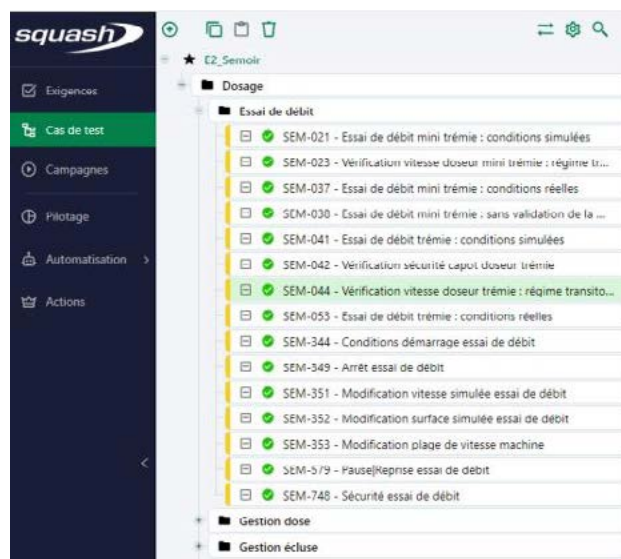 squash
E2_Semoir
Exigences
Dosage
Essai de débit
Cas de test
SEM-021 - Essai de débit mini trémie : conditions simulées
SEM-023 - Vérification vitesse doseur mini trémie : régime tr...
Campagnes
SEM-037 - Essai de débit mini trémie : conditions réelles
SEM-038 - Essai de débit mini trémie : sans validation de la ...
Pilotage
SEM-041 - Essai de débit trémie : conditions simulées
Automatisation
SEM-042 - Vérification sécurité capot doseur trémie
SEM-044 - Vérification vitesse doseur trémie : régime transito...
Actions
SEM-053 - Essai de débit trémie : conditions réelles
SEM-344 - Conditions démarrage essai de débit
SEM-349 - Arrêt essai de débit
SEM-351 - Modification vitesse simulée essai de débit
SEM-352 - Modification surface simulée essai de débit
SEM-353 - Modification plage de vitesse machine
SEM-579 - Pause|Reprise essai de débit
SEM-748 - Sécurité essai de débit
Gestion dose
Gestion écluse